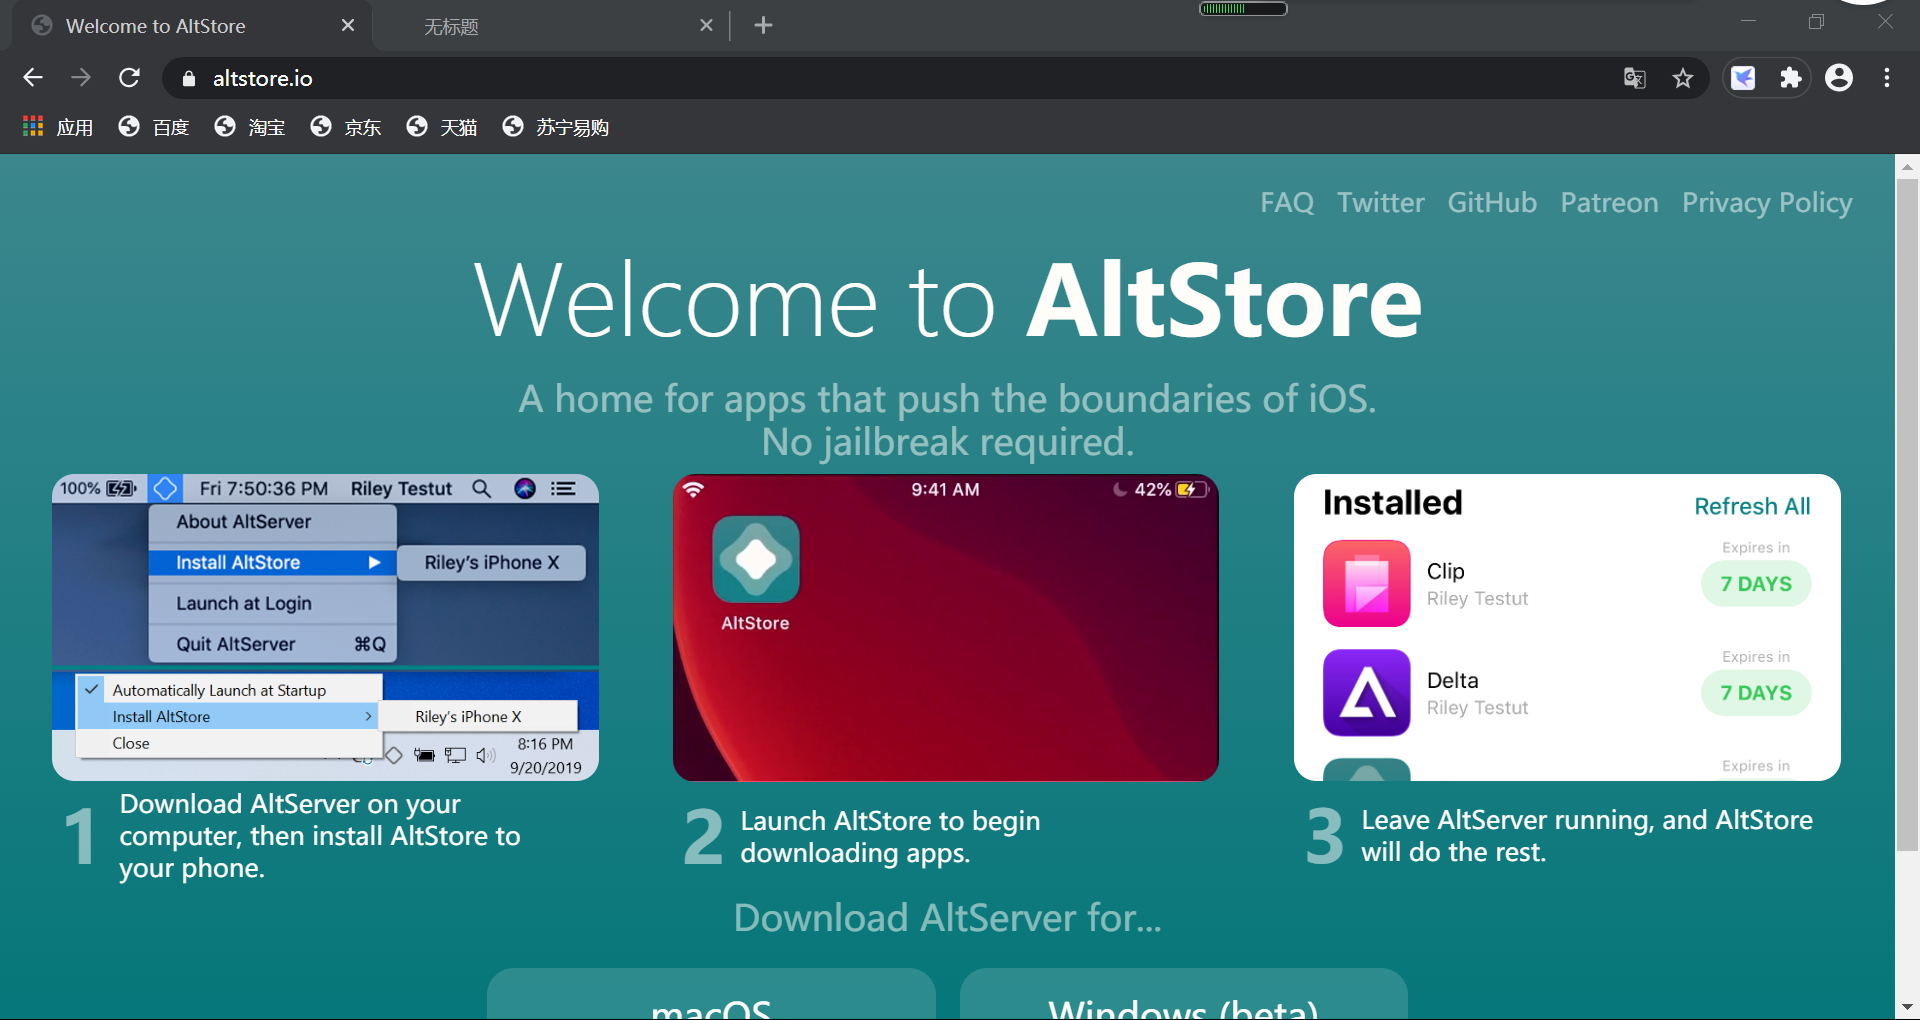 Welcome to AltStore
无标题
altstore.io
应用
百度
淘宝
京东
天猫
苏宁易购
FAQ Twitter GitHub Patreon Privacy Policy
Welcome to AltStore
A home for apps that push the boundaries of iOS.
No jailbreak required.
100% Fri 7:50:36 PM Riley Testut
About AltServer
Install AltStore
Riley's iPhone X
Launch at Login
Quit AltServer ⌘Q
Automatically Launch at Startup
Install AltStore
Riley's iPhone X
Close
8:16 PM
9/20/2019
9:41 AM
42%
AltStore
Installed
Refresh All
Clip
Riley Testut
Expires in
7 DAYS
Delta
Riley Testut
Expires in
7 DAYS
Expires in
1 Download AltServer on your
computer, then install AltStore to
your phone.
2 Launch AltStore to begin
downloading apps.
3 Leave AltServer running, and AltStore
will do the rest.
Download AltServer for...
macOS
Windows (beta)